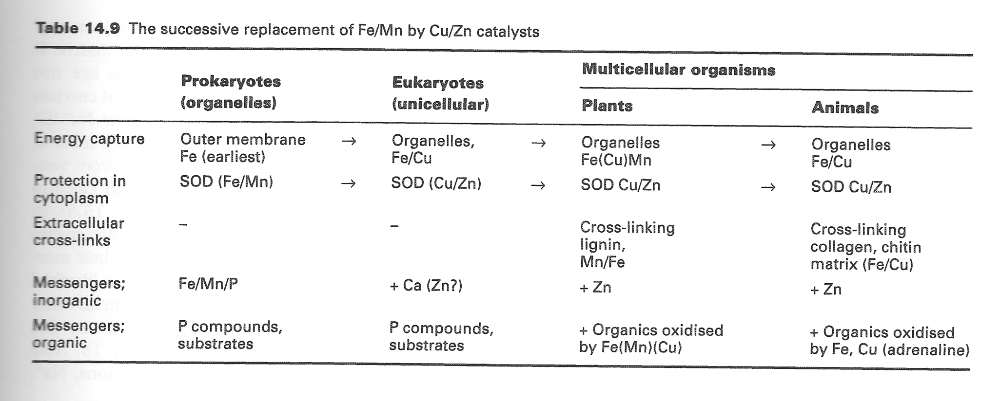 Table 14.9 The successive replacement of Fe/Mn by Cu/Zn catalysts
Multicellular organisms
Prokaryotes Eukaryotes
(organelles) (unicellular) Plants Animals
Energy capture Outer membrane → Organelles, → Organelles → Organelles
Fe (earliest) Fe/Cu Fe(Cu)Mn Fe/Cu
Protection in SOD (Fe/Mn) → SOD (Cu/Zn) → SOD Cu/Zn → SOD Cu/Zn
cytoplasm
Extracellular – – Cross-linking Cross-linking
cross-links lignin, collagen, chitin
Mn/Fe matrix (Fe/Cu)
Messengers; Fe/Mn/P + Ca (Zn?) + Zn + Zn
inorganic
Messengers; P compounds, P compounds, + Organics oxidised + Organics oxidised
organic substrates substrates by Fe(Mn)(Cu) by Fe, Cu (adrenaline)